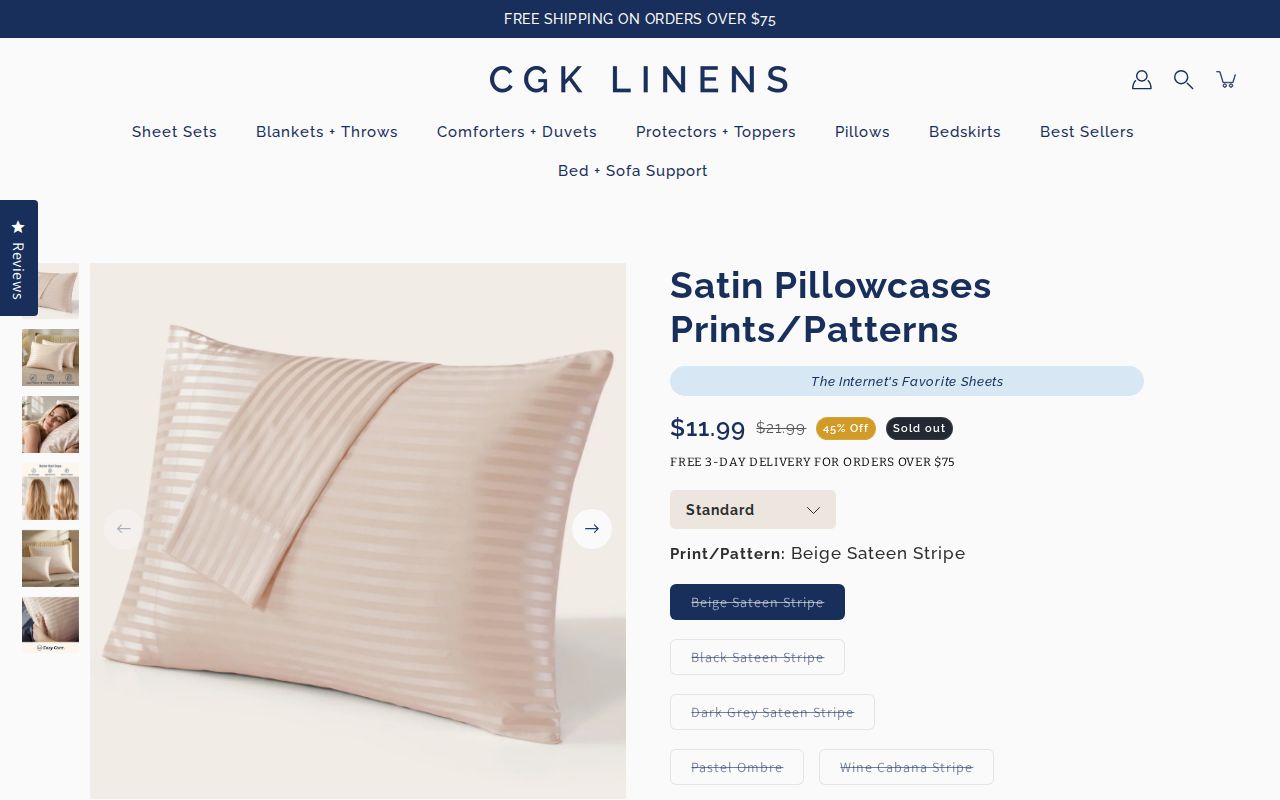 FREE SHIPPING ON ORDERS OVER $75
CGK LINENS
Sheet Sets
Blankets + Throws
Comforters + Duvets
Protectors + Toppers
Pillows
Bedskirts
Best Sellers
Bed + Sofa Support
Reviews
Satin Pillowcases
Prints/Patterns
The Internet's Favorite Sheets
$11.99 $21.99 45% Off Sold out
FREE 3-DAY DELIVERY FOR ORDERS OVER $75
Standard
Print/Pattern: Beige Sateen Stripe
Beige Sateen Stripe
Black Sateen Stripe
Dark Grey Sateen Stripe
Pastel Ombre
Wine Cabana Stripe